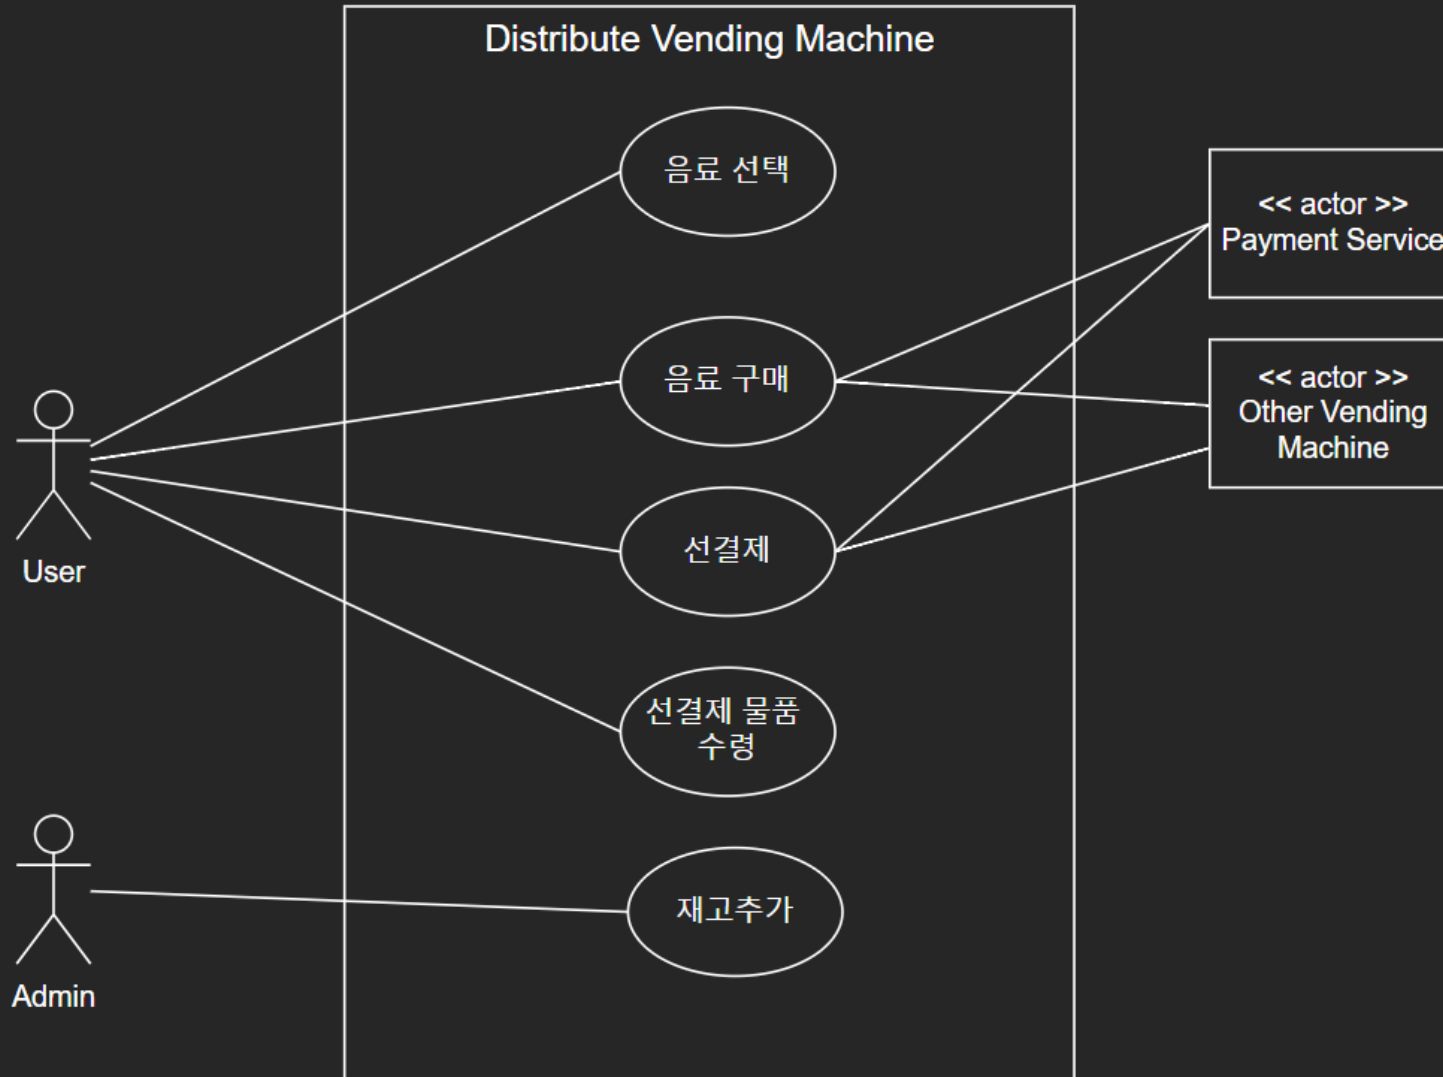 Distribute Vending Machine
음료 선택
<< actor >>
Payment Service
음료 구매
<< actor >>
Other Vending
Machine
선결제
User
선결제 물품
수령
재고추가
Admin